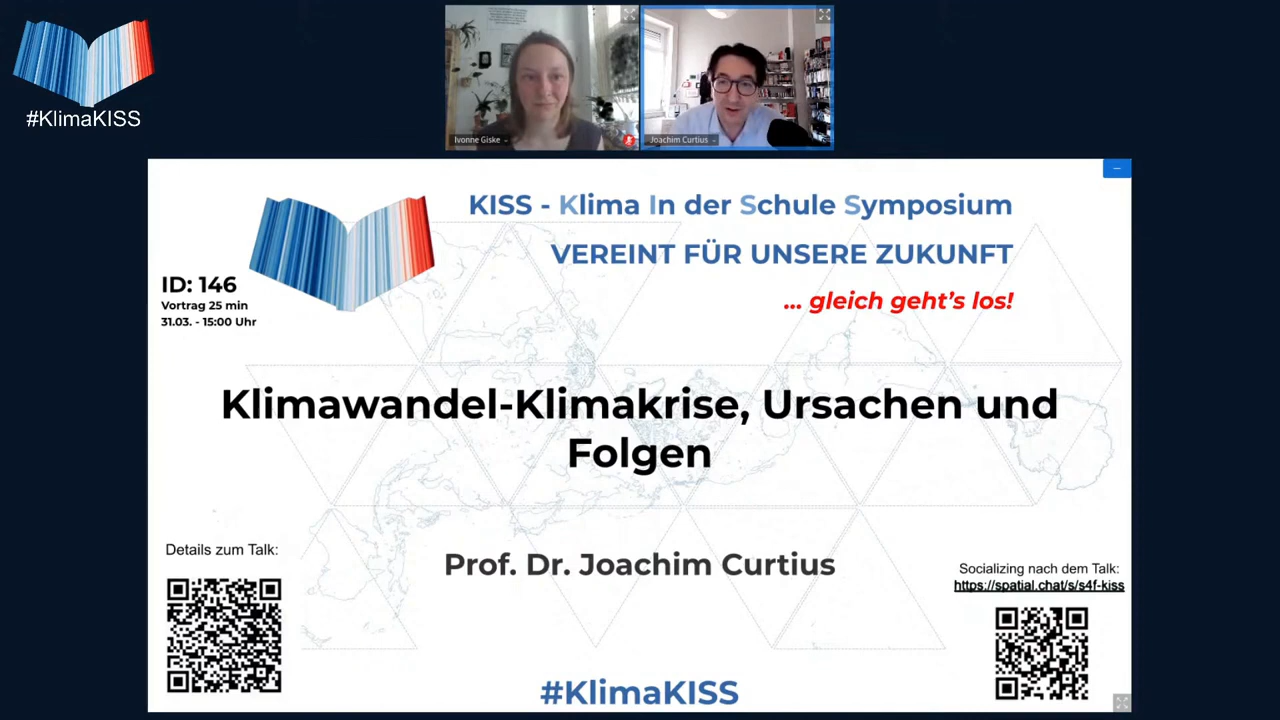 #KlimaKISS
Ivonne Giske
Joachim Curtius
KISS - Klima In der Schule Symposium
VEREINT FÜR UNSERE ZUKUNFT
... gleich geht's los!
ID: 146
Vortrag 25 min
31.03. - 15:00 Uhr
Klimawandel-Klimakrise, Ursachen und
Folgen
Prof. Dr. Joachim Curtius
Details zum Talk:
Socializing nach dem Talk:
https://spatial.chat/s/s4f-kiss
#KlimaKISS